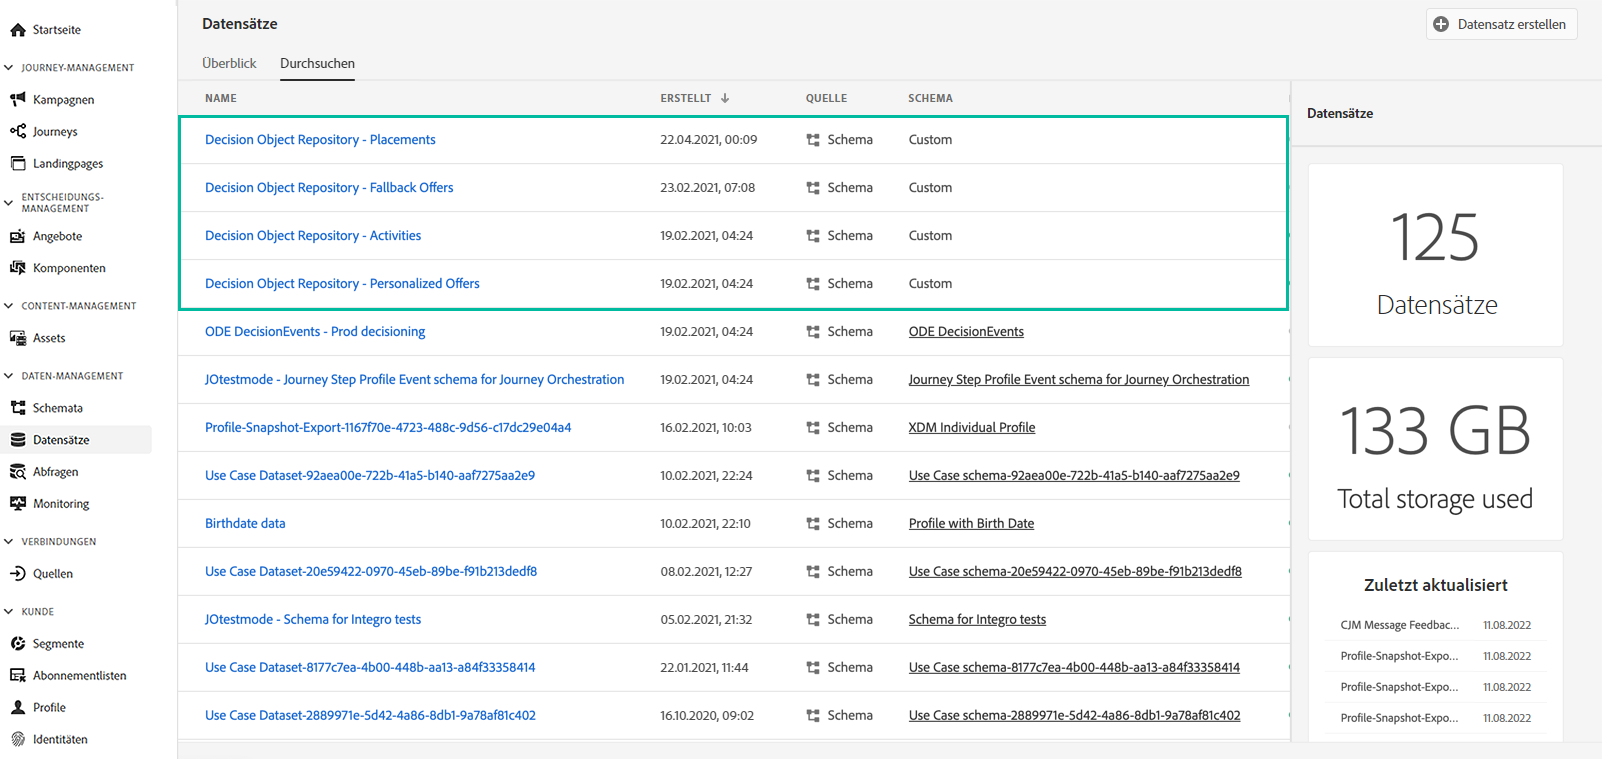 Startseite
JOURNEY-MANAGEMENT
Kampagnen
Journeys
Landingpages
ENTSCHEIDUNGS-
MANAGEMENT
Angebote
Komponenten
CONTENT-MANAGEMENT
Assets
DATEN-MANAGEMENT
Schemata
Datensätze
Abfragen
Monitoring
VERBINDUNGEN
Quellen
KUNDE
Segmente
Abonnementlisten
Profile
Identitäten
Datensätze
Datensatz erstellen
Überblick Durchsuchen
NAME ERSTELLT QUELLE SCHEMA
Decision Object Repository - Placements 22.04.2021, 00:09 Schema Custom
Decision Object Repository - Fallback Offers 23.02.2021, 07:08 Schema Custom
Decision Object Repository - Activities 19.02.2021, 04:24 Schema Custom
Decision Object Repository - Personalized Offers 19.02.2021, 04:24 Schema Custom
ODE DecisionEvents - Prod decisioning 19.02.2021, 04:24 Schema ODE DecisionEvents
JOtestmode - Journey Step Profile Event schema for Journey Orchestration 19.02.2021, 04:24 Schema Journey Step Profile Event schema for Journey Orchestration
Profile-Snapshot-Export-1167f70e-4723-488c-9d56-c17dc29e04a4 16.02.2021, 10:03 Schema XDM Individual Profile
Use Case Dataset-92aea00e-722b-41a5-b140-aaf7275aa2e9 10.02.2021, 22:24 Schema Use Case schema-92aea00e-722b-41a5-b140-aaf7275aa2e9
Birthdate data 10.02.2021, 22:10 Schema Profile with Birth Date
Use Case Dataset-20e59422-0970-45eb-89be-f91b213dedf8 08.02.2021, 12:27 Schema Use Case schema-20e59422-0970-45eb-89be-f91b213dedf8
JOtestmode - Schema for Integro tests 05.02.2021, 21:32 Schema Schema for Integro tests
Use Case Dataset-8177c7ea-4b00-448b-aa13-a84f33358414 22.01.2021, 11:44 Schema Use Case schema-8177c7ea-4b00-448b-aa13-a84f33358414
Use Case Dataset-2889971e-5d42-4a86-8db1-9a78af81c402 16.10.2020, 09:02 Schema Use Case schema-2889971e-5d42-4a86-8db1-9a78af81c402
Datensätze
125
Datensätze
133 GB
Total storage used
Zuletzt aktualisiert
CJM Message Feedbac... 11.08.2022
Profile-Snapshot-Expo... 11.08.2022
Profile-Snapshot-Expo... 11.08.2022
Profile-Snapshot-Expo... 11.08.2022